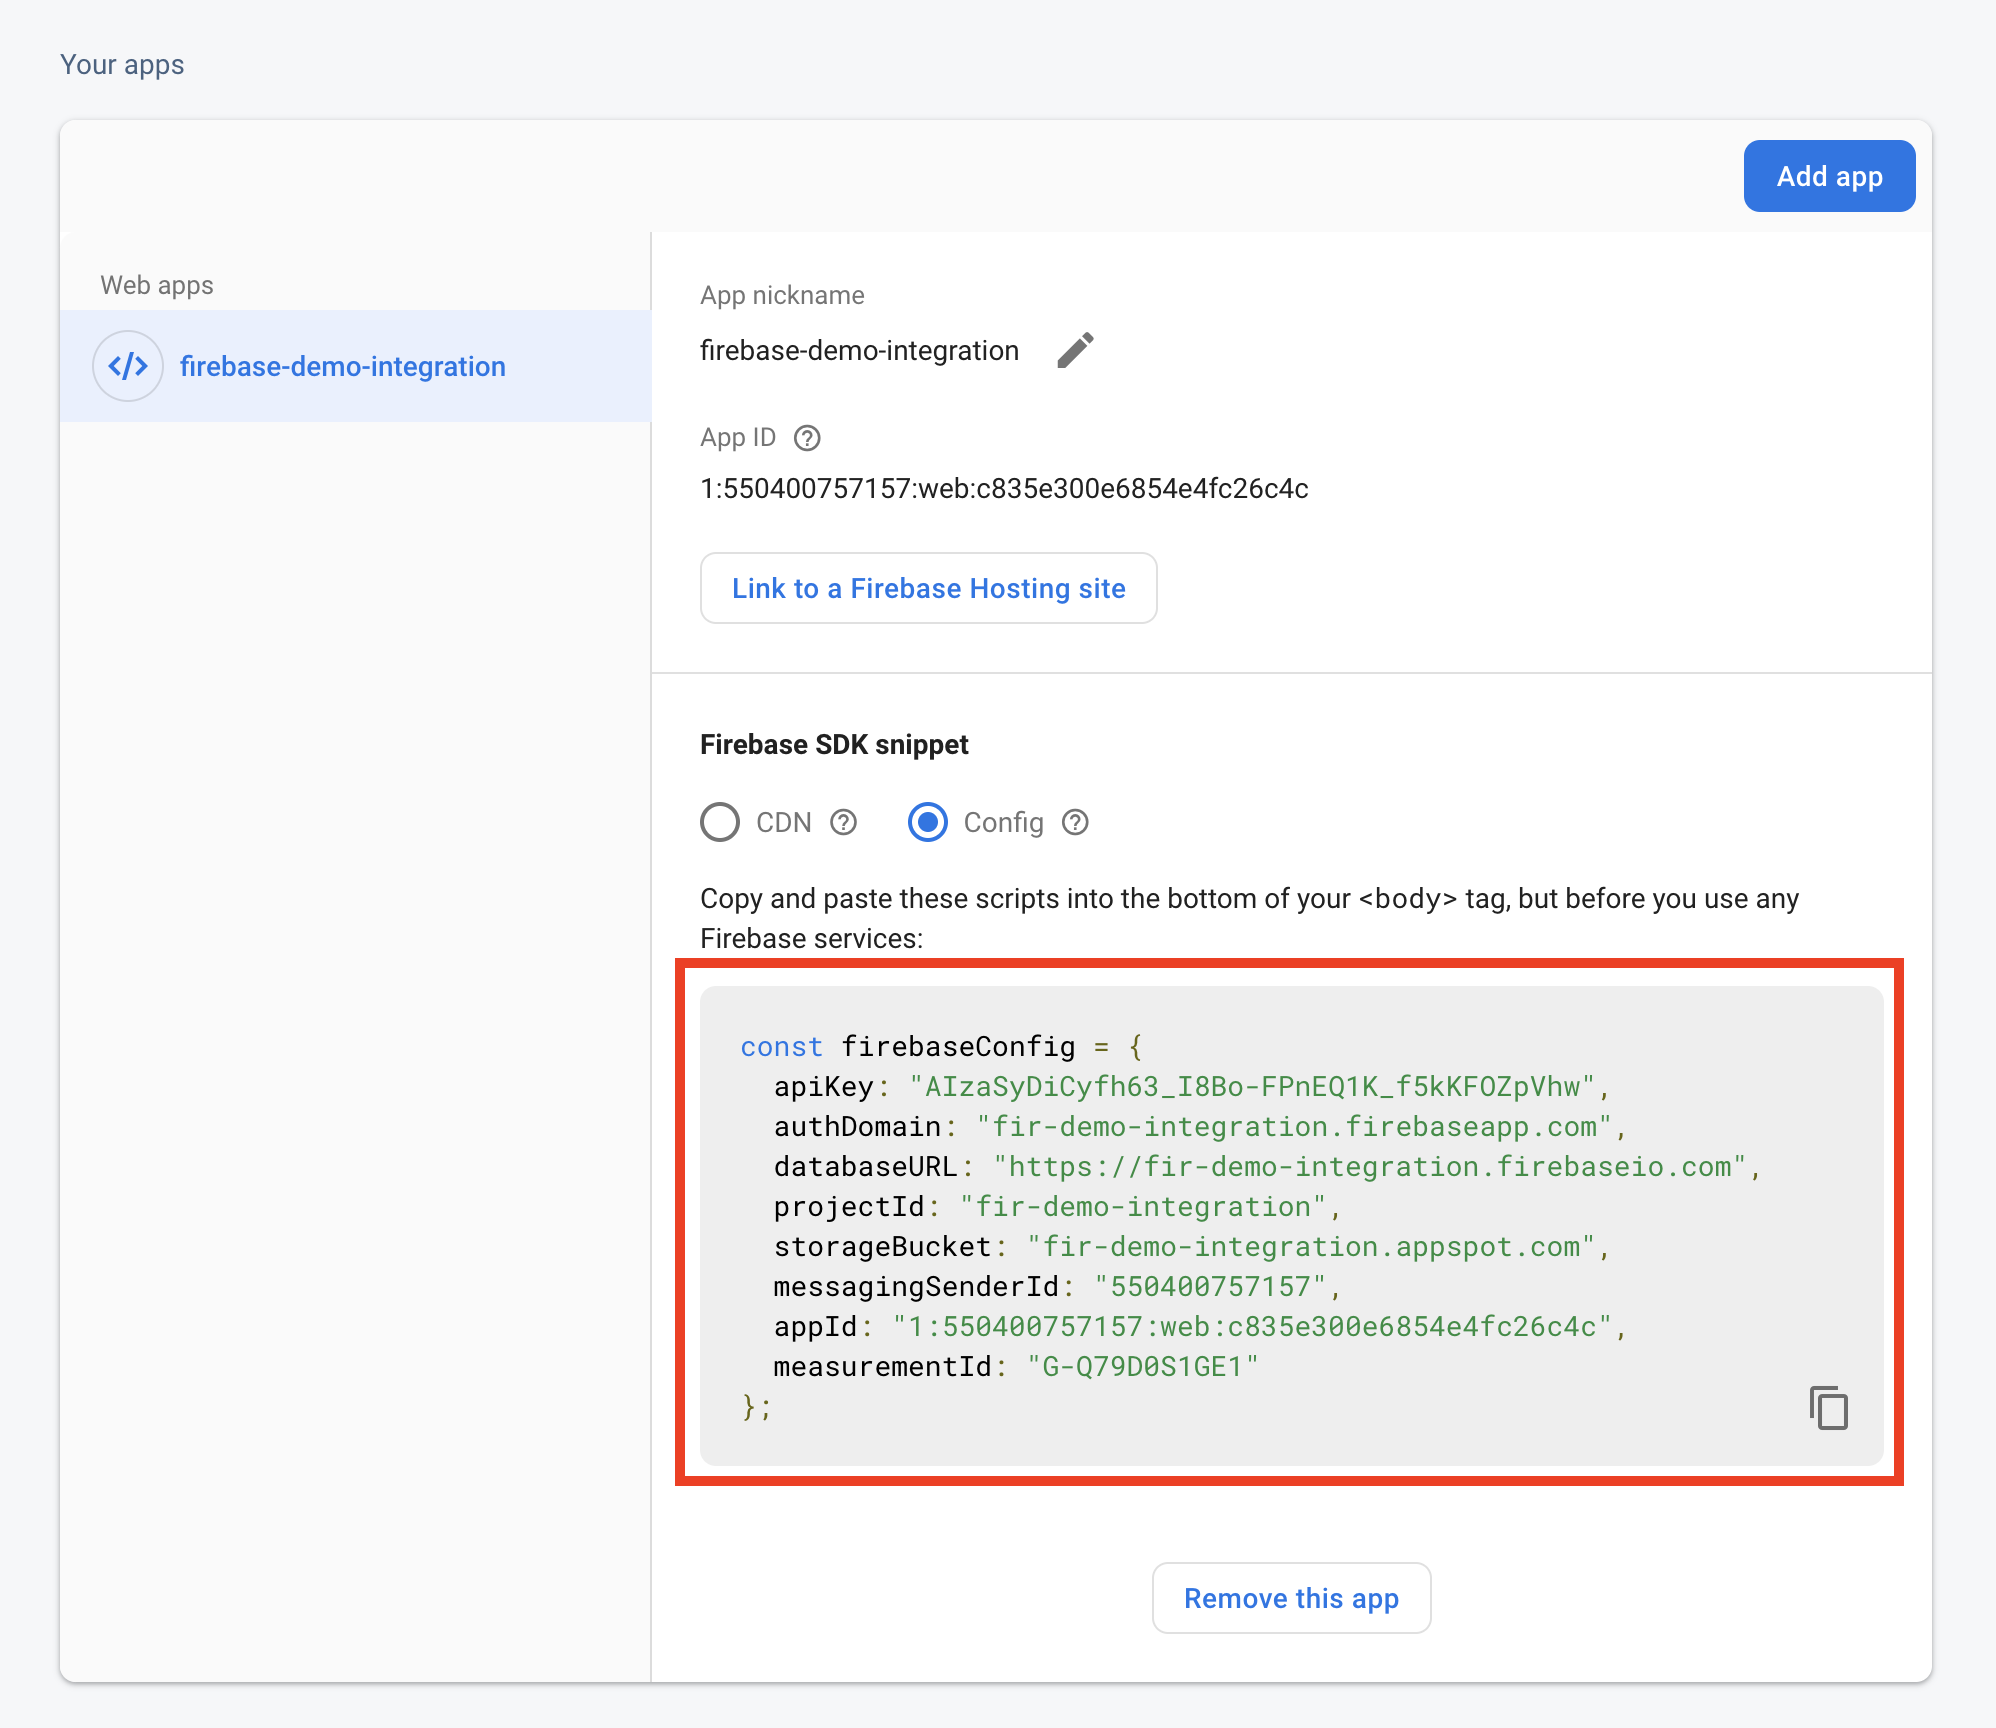 Your apps
Add app
Web apps
firebase-demo-integration
App nickname
firebase-demo-integration
App ID
1:550400757157:web:c835e300e6854e4fc26c4c
Link to a Firebase Hosting site
Firebase SDK snippet
CDN Config
Copy and paste these scripts into the bottom of your <body> tag, but before you use any
Firebase services:
const firebaseConfig = {
  apiKey: "AIzaSyDiCyfh63_I8Bo-FPnEQ1K_f5kKFOZpVhw",
  authDomain: "fir-demo-integration.firebaseapp.com",
  databaseURL: "https://fir-demo-integration.firebaseio.com",
  projectId: "fir-demo-integration",
  storageBucket: "fir-demo-integration.appspot.com",
  messagingSenderId: "550400757157",
  appId: "1:550400757157:web:c835e300e6854e4fc26c4c",
  measurementId: "G-Q79D0S1GE1"
};
Remove this app